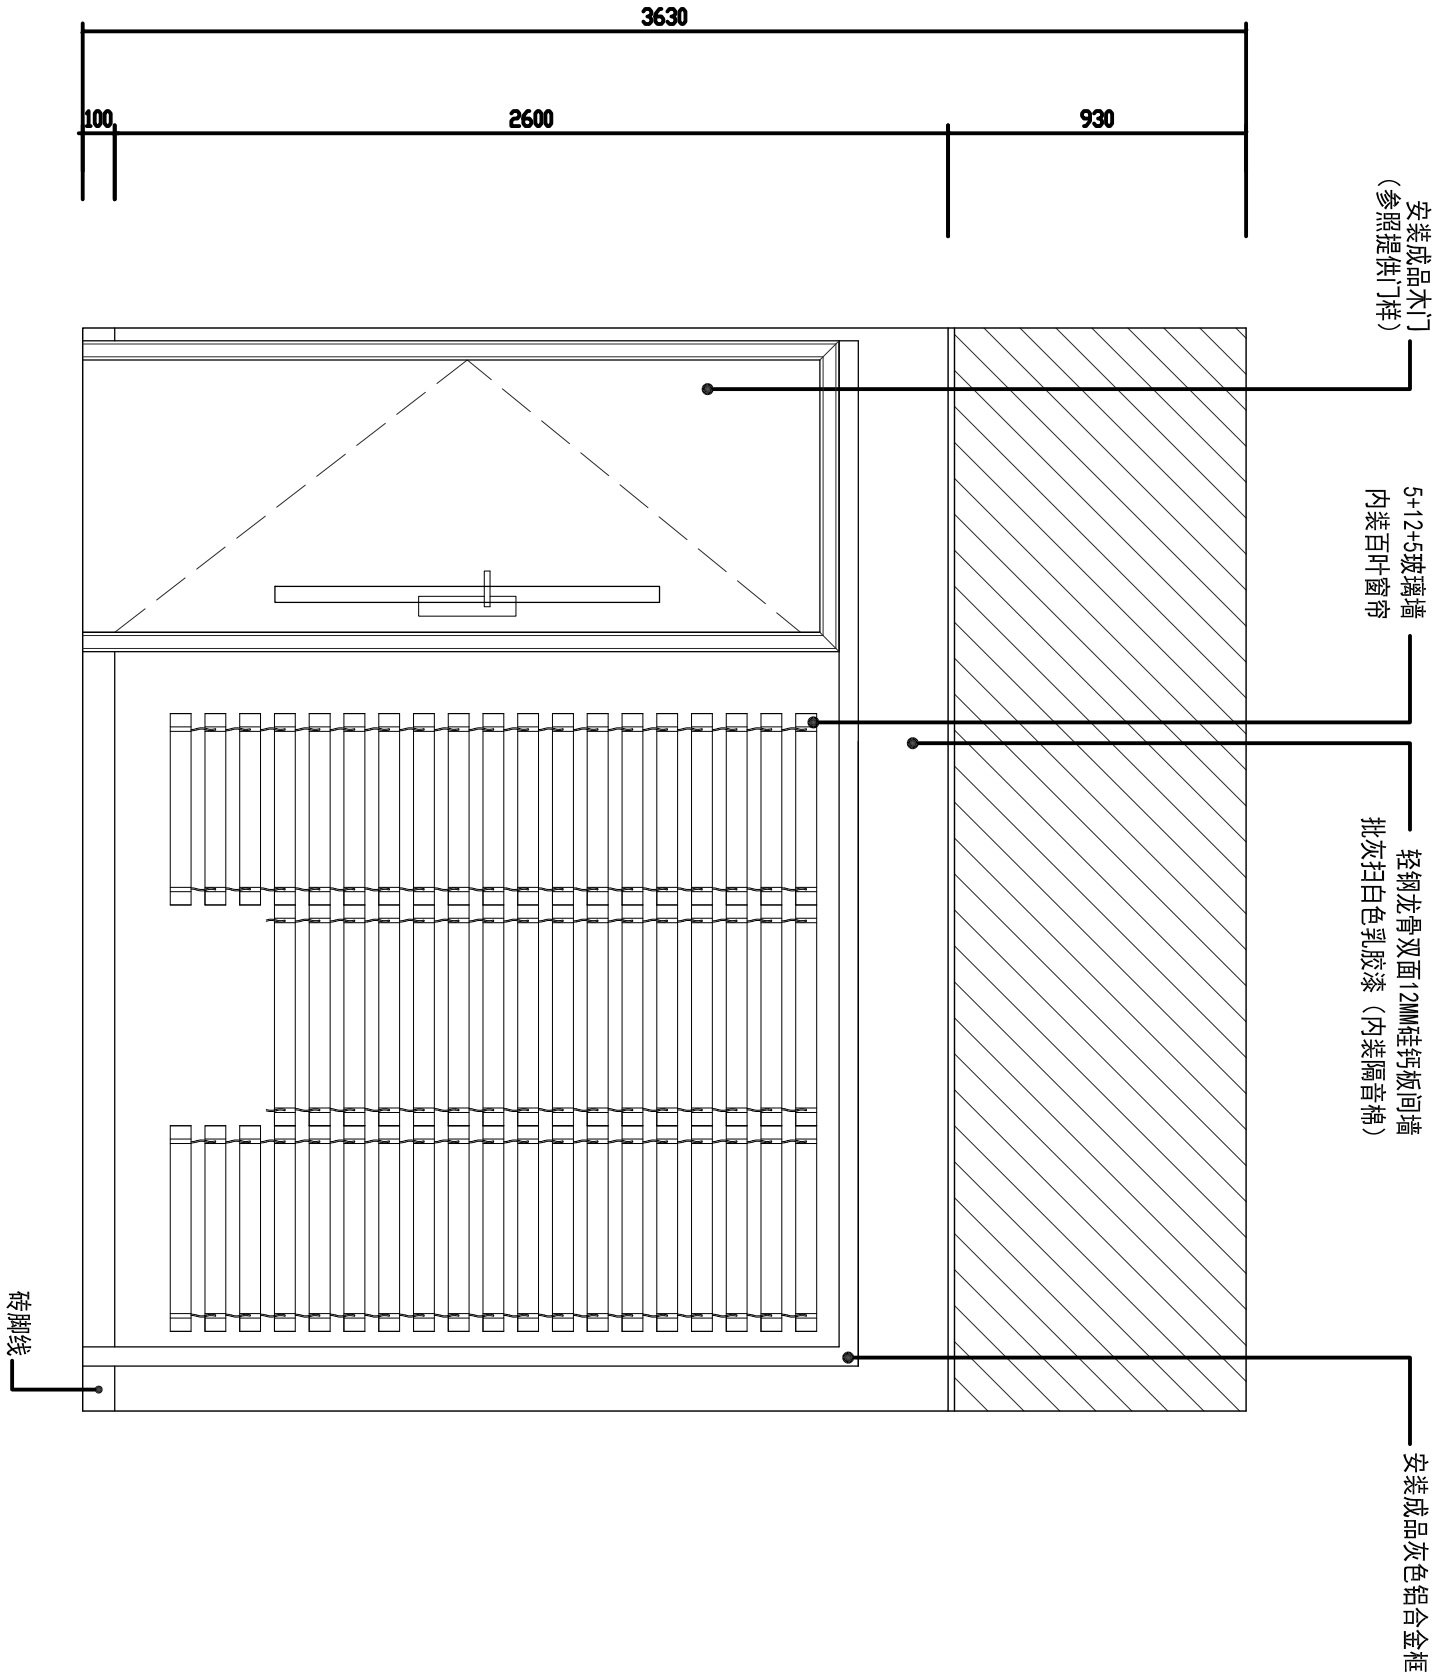 3630
100
2600
930
安装成品木门
（参照提供门样）
5+12+5玻璃墙
内装百叶窗帘
轻钢龙骨双面12MM硅钙板间墙
批灰扫白色乳胶漆（内装隔音棉）
砖脚线
安装成品灰色铝合金框